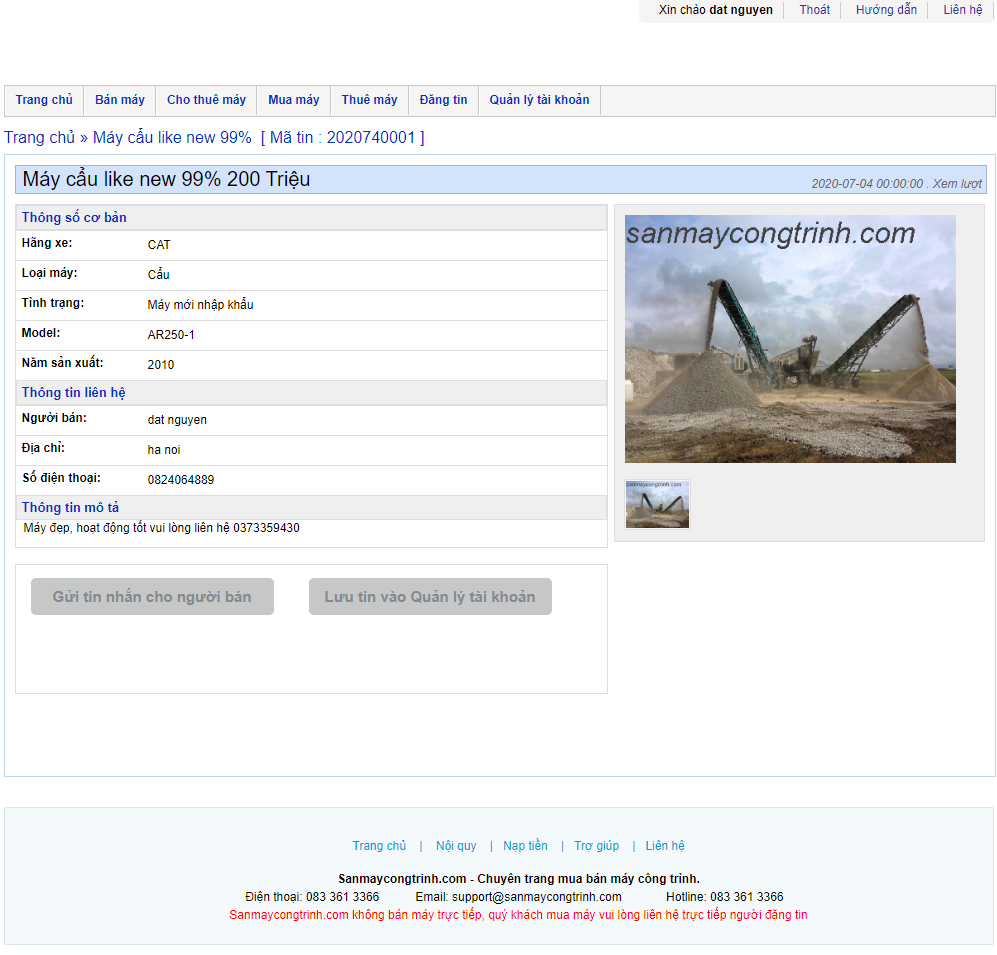 Xin chào dat nguyen Thoát Hướng dẫn Liên hệ
Trang chủ Bán máy Cho thuê máy Mua máy Thuê máy Đăng tin Quản lý tài khoản
Trang chủ » Máy cẩu like new 99% [ Mã tin : 2020740001 ]
Máy cẩu like new 99% 200 Triệu
2020-07-04 00:00:00 . Xem lượt
Thông số cơ bản
Hãng xe: CAT
Loại máy: Cẩu
Tình trạng: Máy mới nhập khẩu
Model: AR250-1
Năm sản xuất: 2010
Thông tin liên hệ
Người bán: dat nguyen
Địa chỉ: ha noi
Số điện thoại: 0824064889
Thông tin mô tả
Máy đẹp, hoạt động tốt vui lòng liên hệ 0373359430
sanmaycongtrinh.com
sanmaycongtrinh.com
Gửi tin nhắn cho người bán Lưu tin vào Quản lý tài khoản
Trang chủ | Nội quy | Nạp tiền | Trợ giúp | Liên hệ
Sanmaycongtrinh.com - Chuyên trang mua bán máy công trình.
Điện thoại: 083 361 3366 Email: support@sanmaycongtrinh.com Hotline: 083 361 3366
Sanmaycongtrinh.com không bán máy trực tiếp, quý khách mua máy vui lòng liên hệ trực tiếp người đăng tin